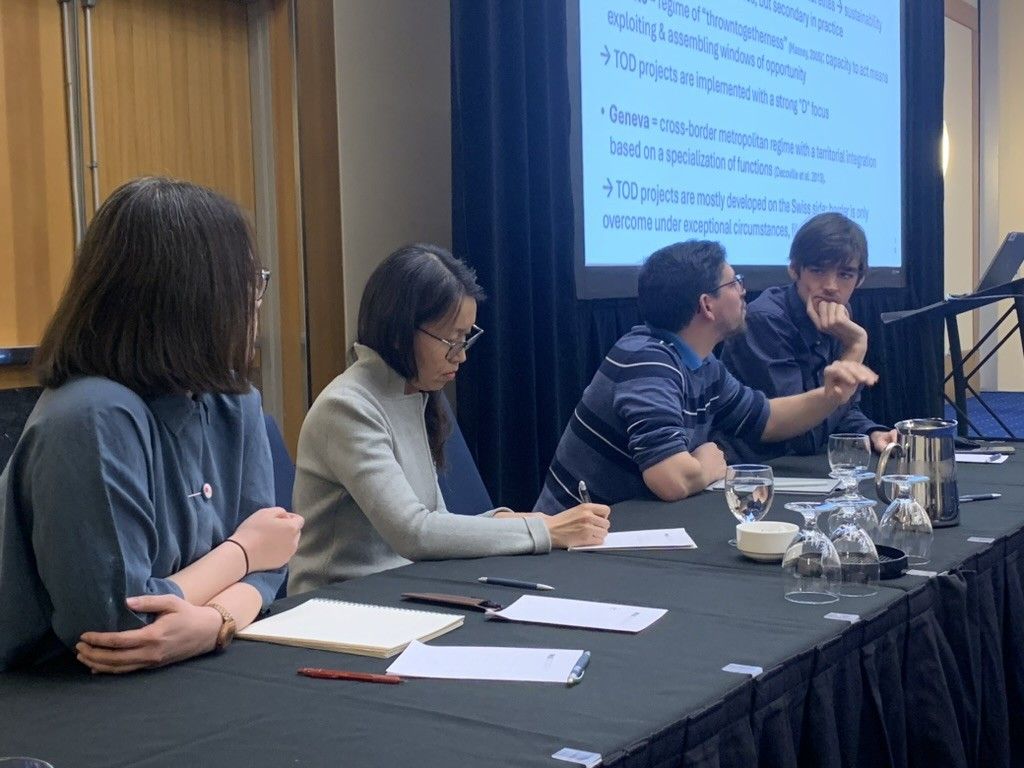 → sustainability
regime of "throwntogetherness" (Massey, 2005; capacity to act means
exploiting & assembling windows of opportunity
→ TOD projects are implemented with a strong "D" focus
• Geneva = cross-border metropolitan regime with a territorial integration
based on a specialization of functions (Decoville et al. 2013).
→ TOD projects are mostly developed on the Swiss side: border is only
overcome under exceptional circumstances,